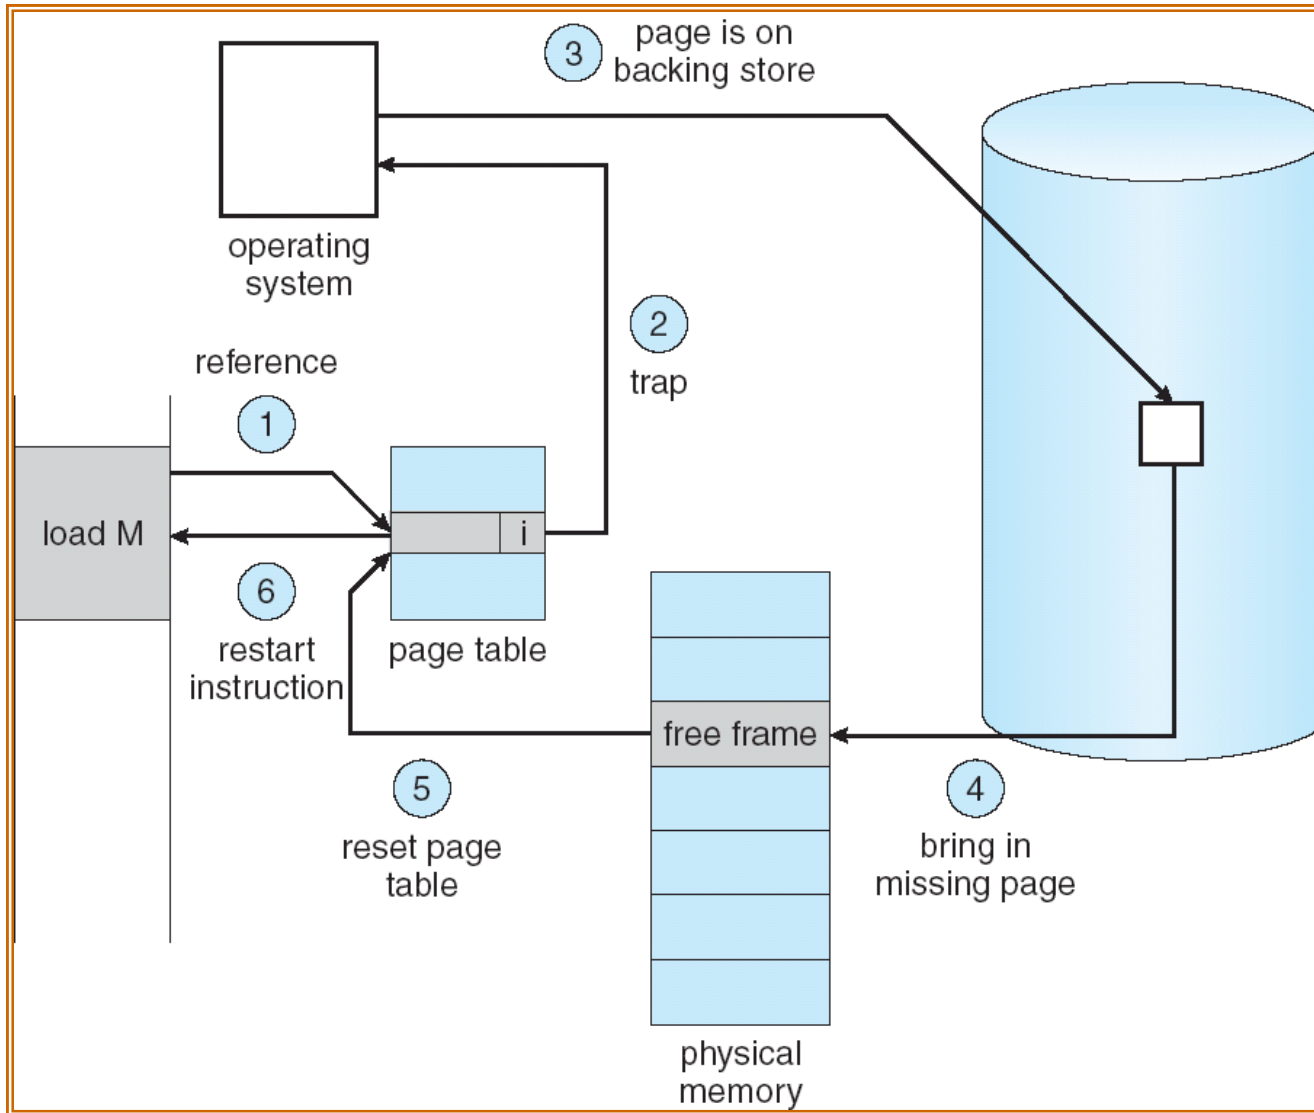 3
page is on
backing store
operating
system
2
trap
reference
1
load M
i
6
restart
instruction
page table
free frame
5
reset page
table
4
bring in
missing page
physical
memory